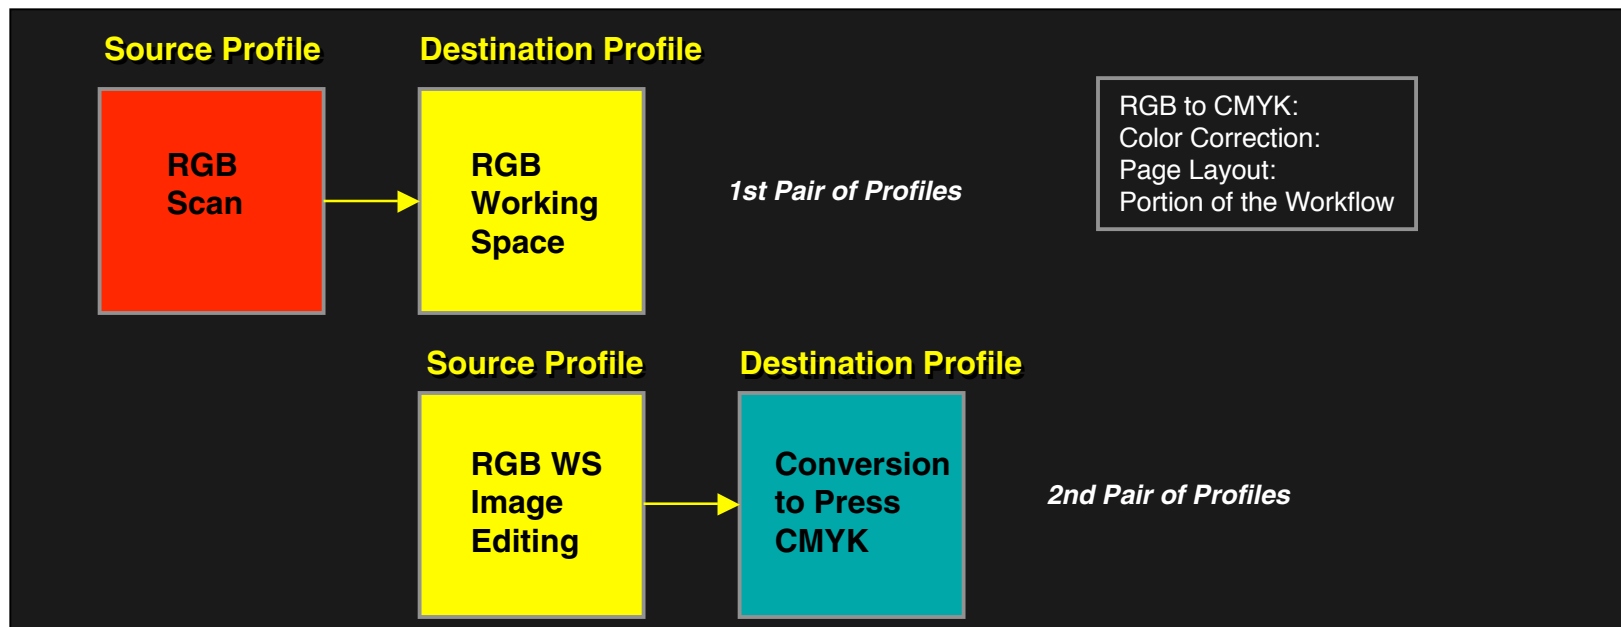 Source Profile
Destination Profile
RGB
Scan
RGB
Working
Space
1st Pair of Profiles
RGB to CMYK:
Color Correction:
Page Layout:
Portion of the Workflow
Source Profile
Destination Profile
RGB WS
Image
Editing
Conversion
to Press
CMYK
2nd Pair of Profiles